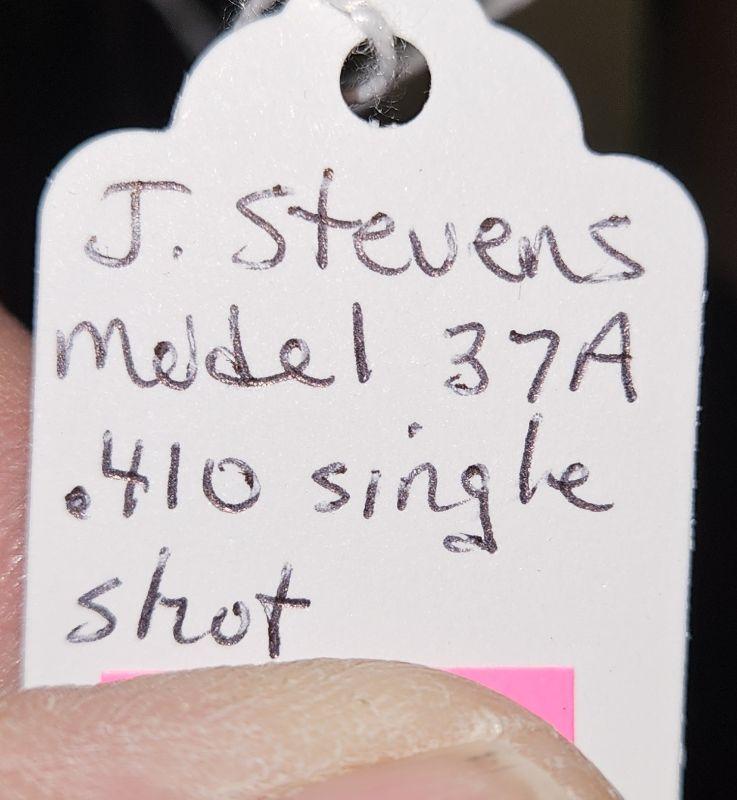 J. Stevens
Model 37A
.410 single
shot